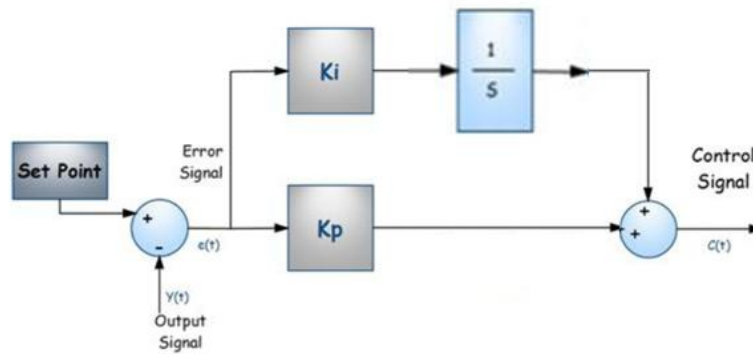 Ki
1
S
Error
Signal
Set Point
Control
Signal
+
-
e(t)
Kp
+
+
C(t)
Y(t)
Output
Signal